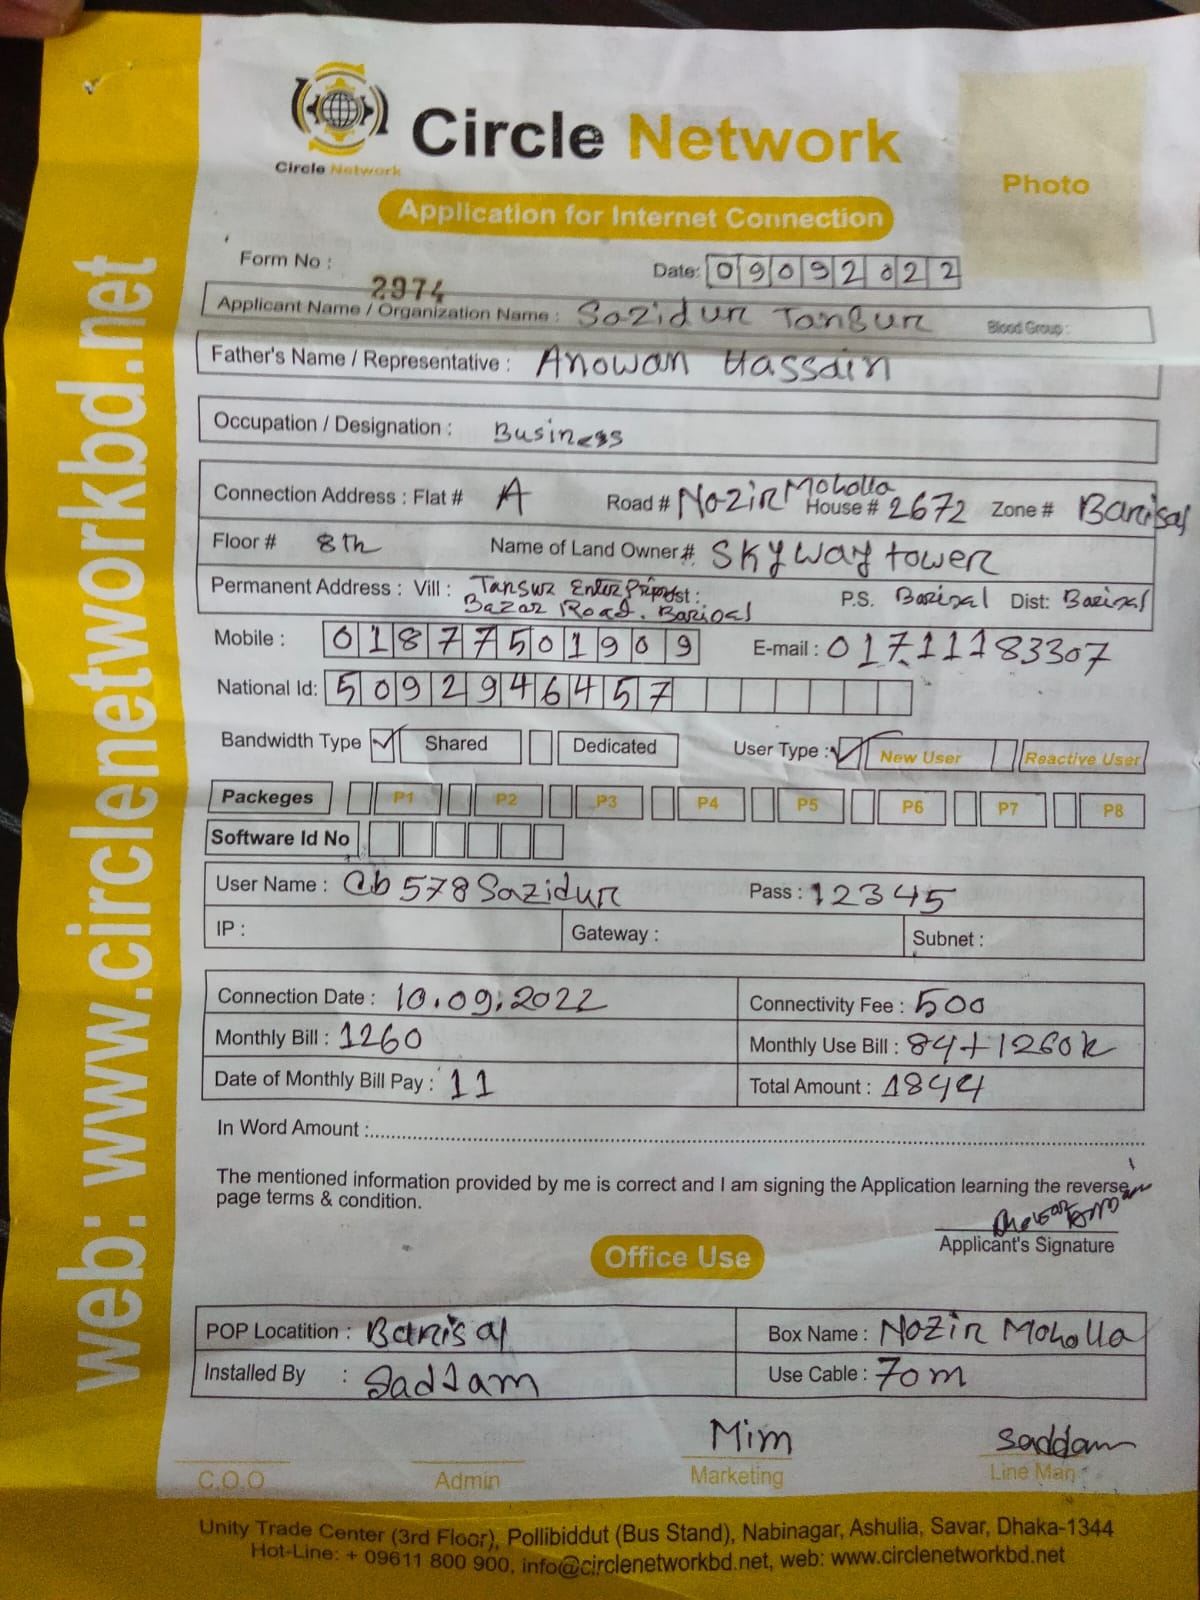 Circle Network
Circle Network
Photo
Application for Internet Connection
Form No : 2974
Date: 09092022
Applicant Name / Organization Name : Sazidur Tansur Blood Group :
Father's Name / Representative : Anowan Hassain
Occupation / Designation : Business
Connection Address : Flat # A Road # Nozir Moholla House # 2672 Zone # Barisal
Floor # 8th Name of Land Owner # Skyway tower
Permanent Address : Vill : Tansur Enterprise Post : P.S. Barisal Dist: Barisal
Bazar Road. Barisal
Mobile : 01877501909 E-mail : 01711183307
National Id: 5092946457
Bandwidth Type Shared Dedicated User Type : New User Reactive User
Packeges P1 P2 P3 P4 P5 P6 P7 P8
Software Id No
User Name : cb578Sazidur Pass : 12345
IP : Gateway : Subnet :
Connection Date : 10.09.2022 Connectivity Fee : 500
Monthly Bill : 1260 Monthly Use Bill : 84+1260k
Date of Monthly Bill Pay : 11 Total Amount : 1844
In Word Amount :
The mentioned information provided by me is correct and I am signing the Application learning the reverse
page terms & condition.
Applicant's Signature
Office Use
POP Locatition : Barisal Box Name : Nozir Moholla
Installed By : Saddam Use Cable : 70m
Mim Saddam
C.O.O Admin Marketing Line Man
Unity Trade Center (3rd Floor), Pollibiddut (Bus Stand), Nabinagar, Ashulia, Savar, Dhaka-1344
Hot-Line: + 09611 800 900, info@circlenetworkbd.net, web: www.circlenetworkbd.net
web: www.circlenetworkbd.net